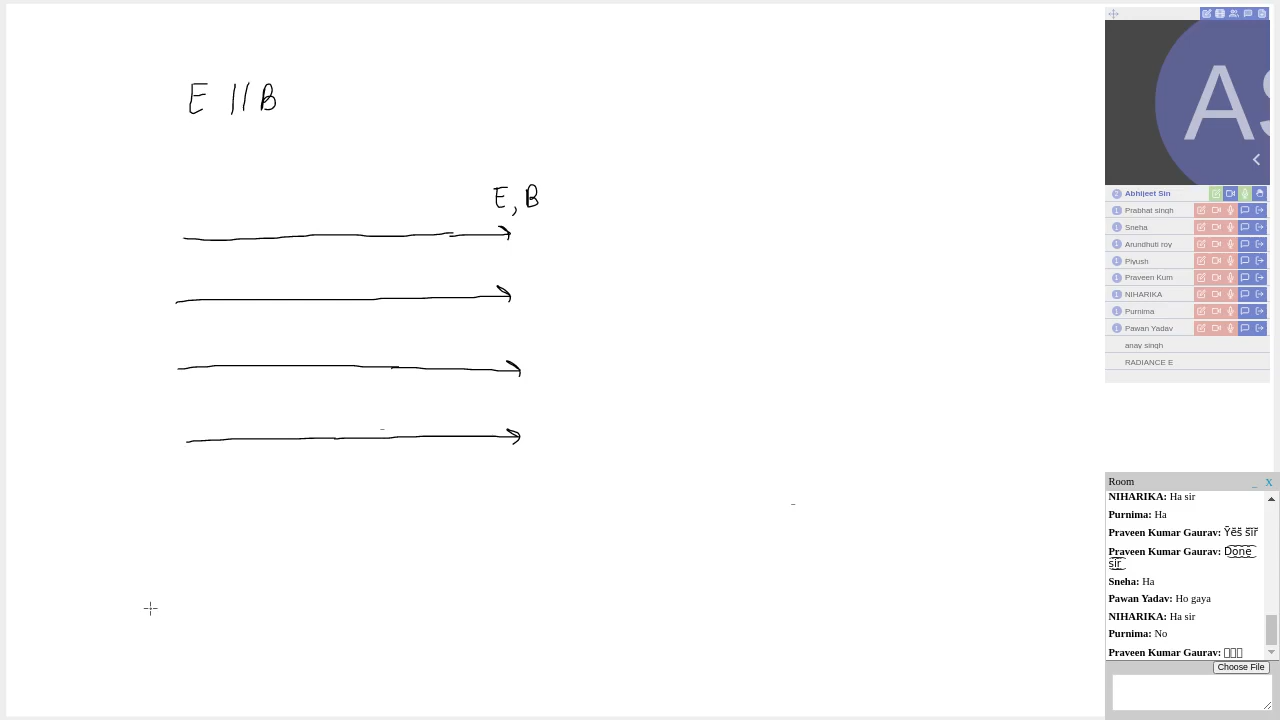 E || B
E, B
AS
Abhijeet Sin
Prabhat singh
Sneha
Arundhuti roy
Piyush
Praveen Kum
NIHARIKA
Purnima
Pawan Yadav
anay singh
RADIANCE E
Room
_ X
NIHARIKA: Ha sir
Purnima: Ha
Praveen Kumar Gaurav: Yes sir
Praveen Kumar Gaurav: Done
sir
Sneha: Ha
Pawan Yadav: Ho gaya
NIHARIKA: Ha sir
Purnima: No
Praveen Kumar Gaurav:
Choose File